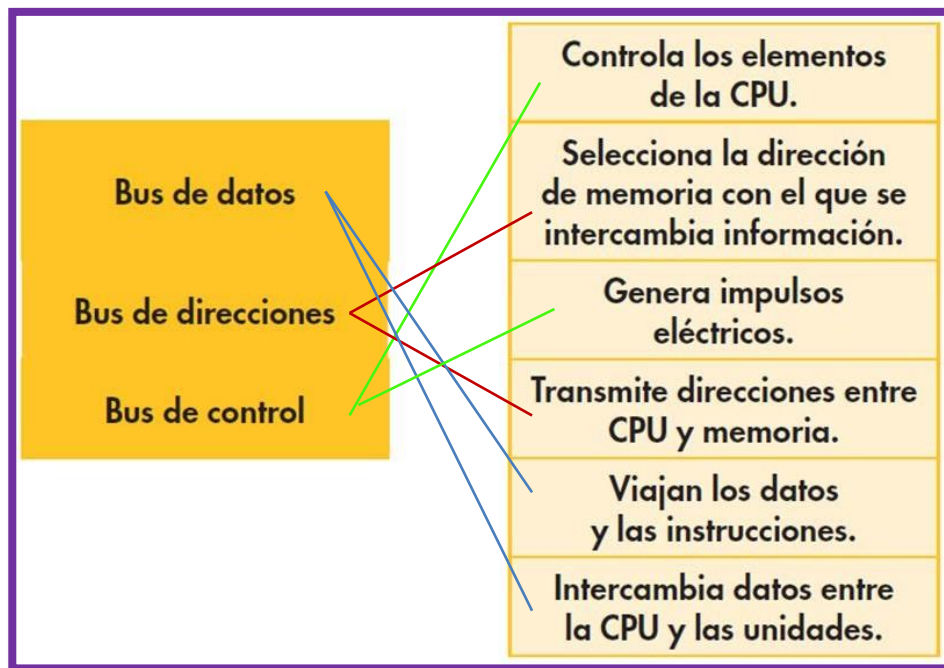 Bus de datos
Bus de direcciones
Bus de control
Controla los elementos
de la CPU.
Selecciona la dirección
de memoria con el que se
intercambia información.
Genera impulsos
eléctricos.
Transmite direcciones entre
CPU y memoria.
Viajan los datos
y las instrucciones.
Intercambia datos entre
la CPU y las unidades.